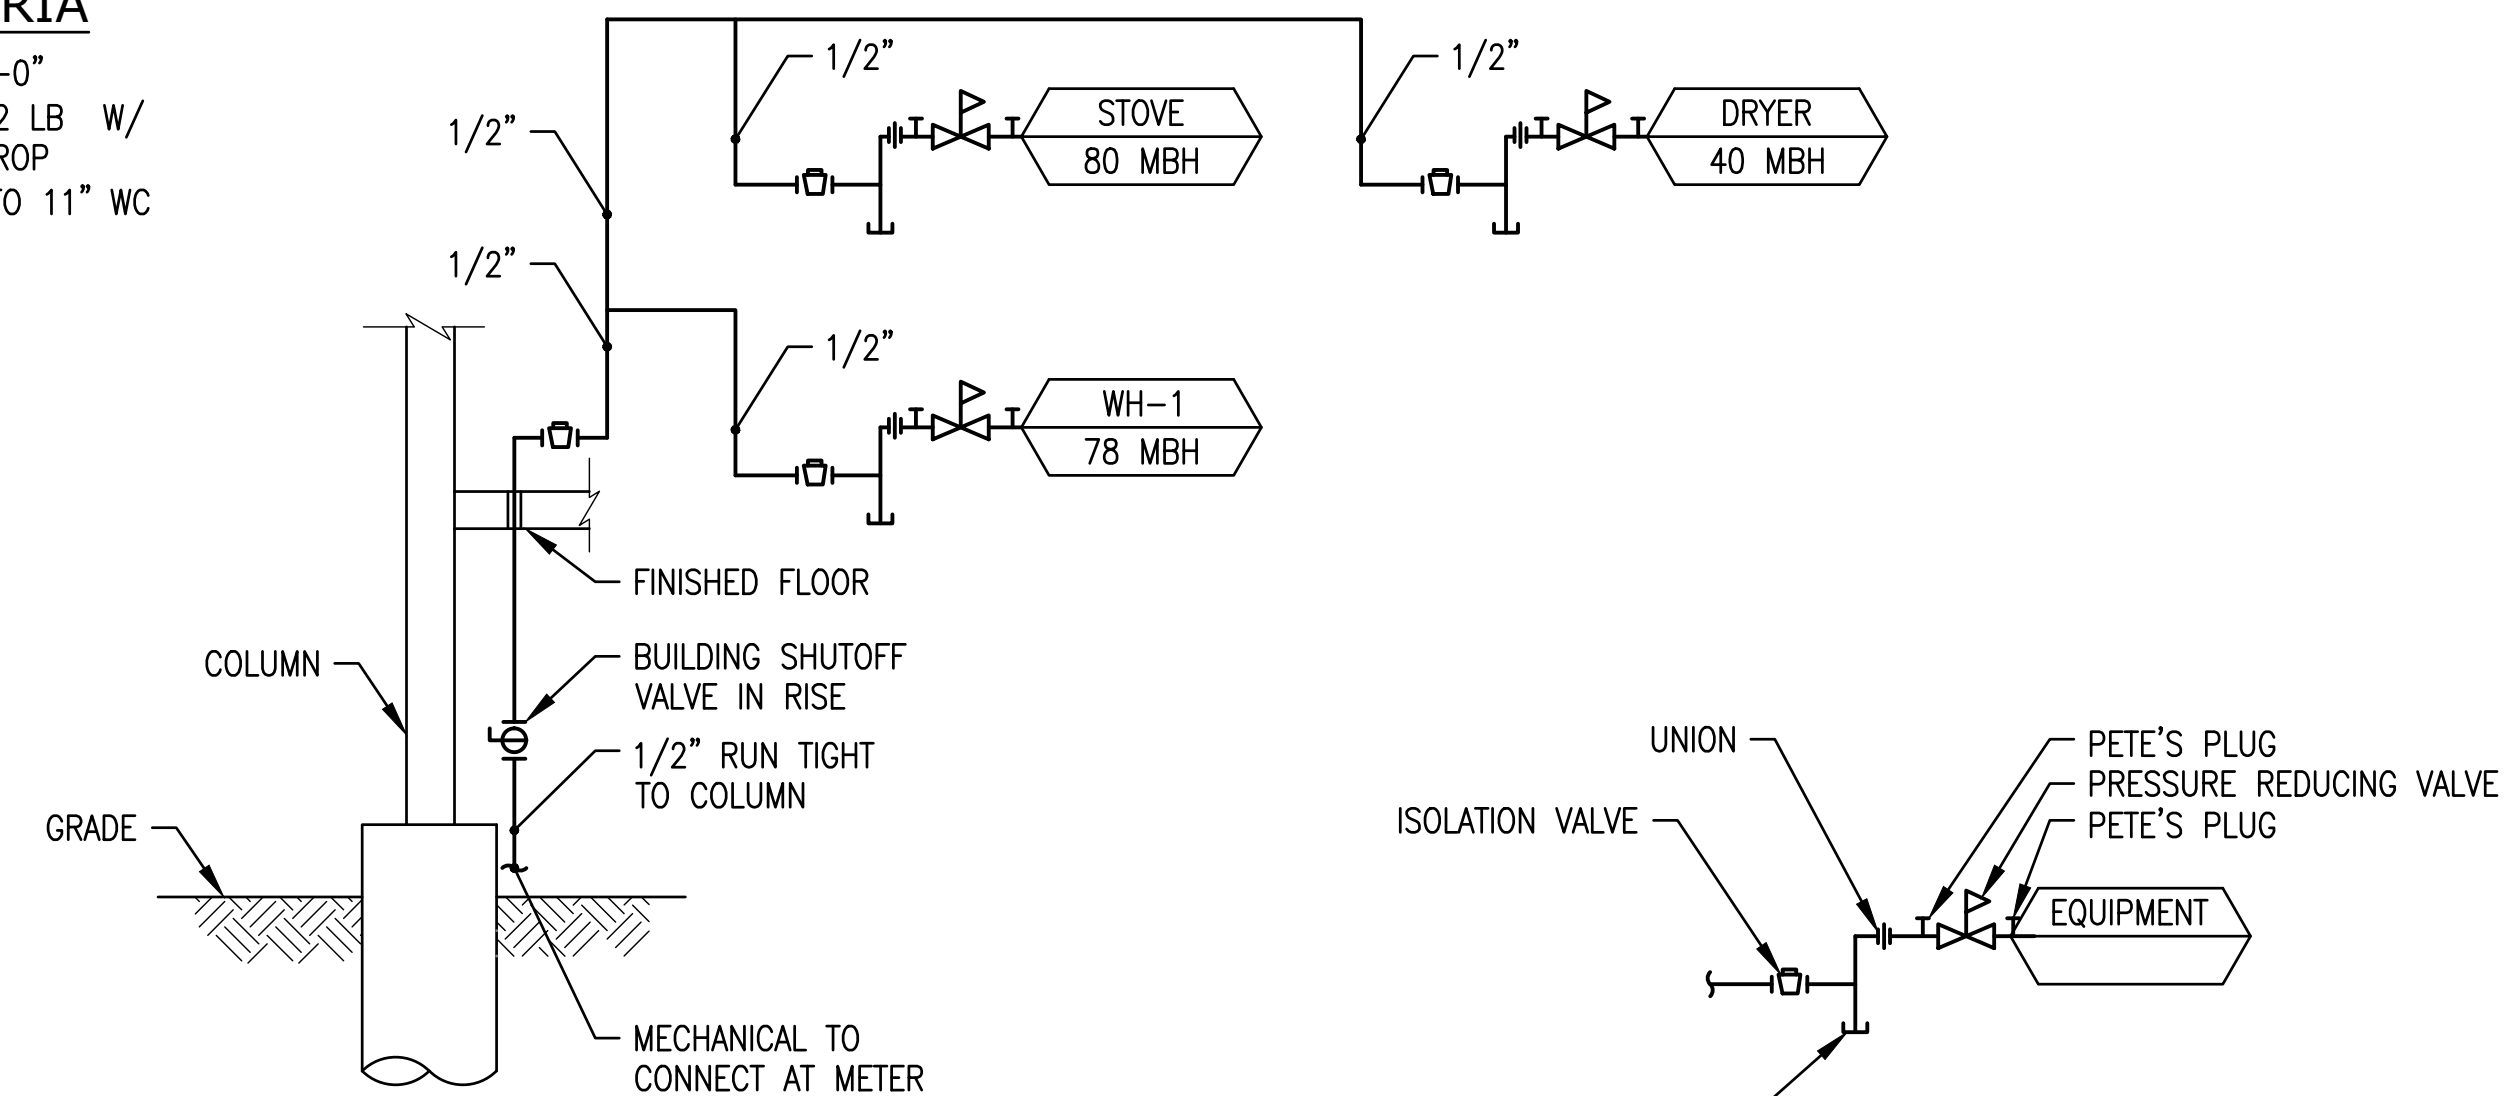 RIA
-0"
2 LB W/
ROP
TO 11" WC
1/2"
1/2"
1/2"
1/2"
1/2"
STOVE
80 MBH
DRYER
40 MBH
WH-1
78 MBH
FINISHED FLOOR
COLUMN
BUILDING SHUTOFF
VALVE IN RISE
1/2" RUN TIGHT
TO COLUMN
GRADE
MECHANICAL TO
CONNECT AT METER
UNION
ISOLATION VALVE
PETE'S PLUG
PRESSURE REDUCING VALVE
PETE'S PLUG
EQUIPMENT